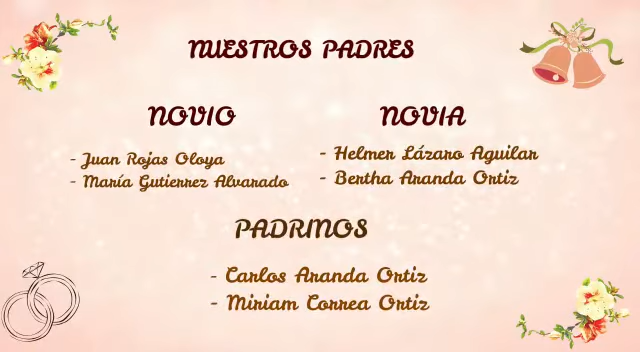 NUESTROS PADRES
NOVIO
- Juan Rojas Oloya
- María Gutierrez Alvarado
NOVIA
- Helmer Lázaro Aguilar
- Bertha Aranda Ortiz
PADRINOS
- Carlos Aranda Ortiz
- Miriam Correa Ortiz